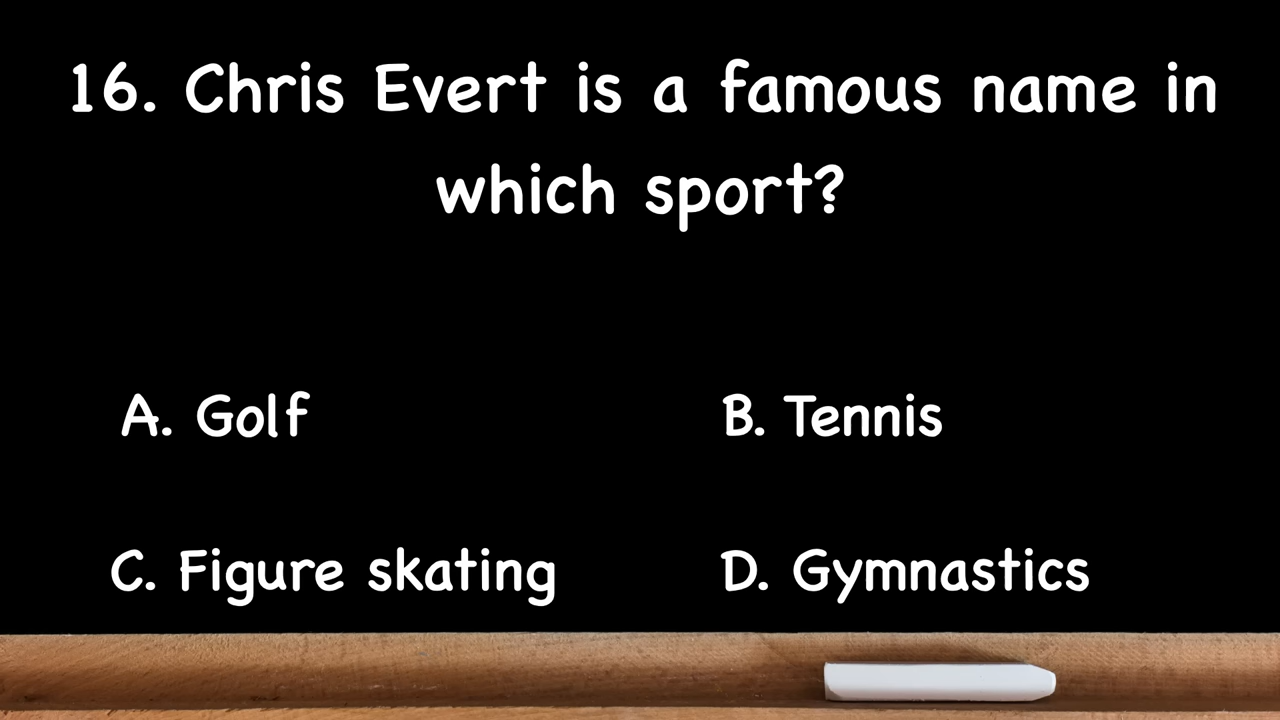 16. Chris Evert is a famous name in
which sport?
A. Golf
B. Tennis
C. Figure skating
D. Gymnastics